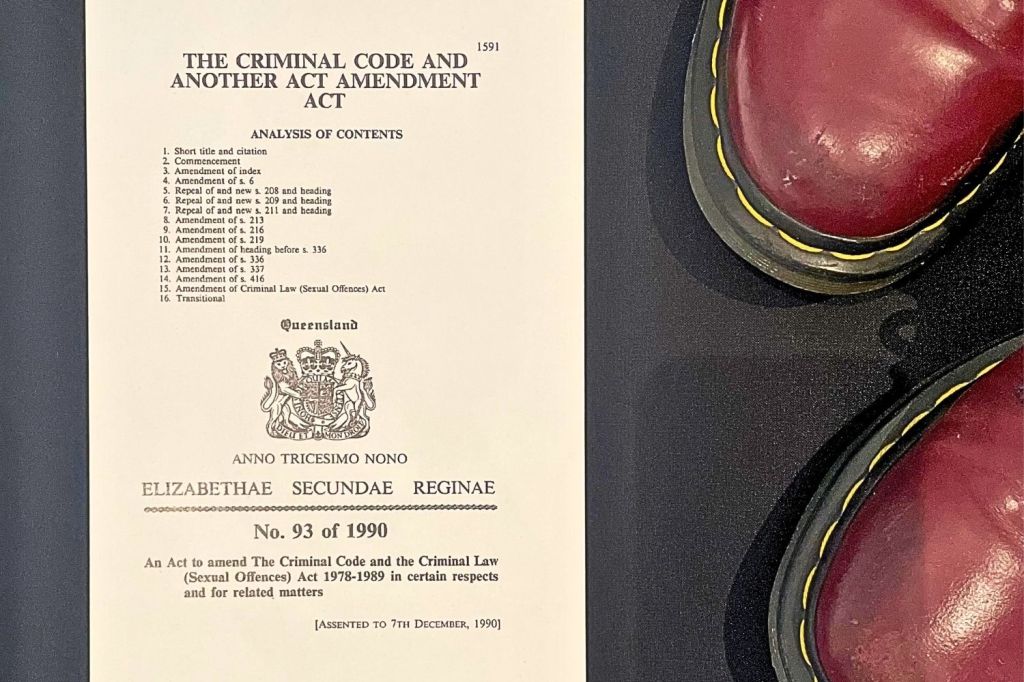 1591
THE CRIMINAL CODE AND
ANOTHER ACT AMENDMENT
ACT
ANALYSIS OF CONTENTS
1. Short title and citation
2. Commencement
3. Amendment of index
4. Amendment of s. 6
5. Repeal of and new s. 208 and heading
6. Repeal of and new s. 209 and heading
7. Repeal of and new s. 211 and heading
8. Amendment of s. 213
9. Amendment of s. 216
10. Amendment of s. 219
11. Amendment of heading before s. 336
12. Amendment of s. 336
13. Amendment of s. 337
14. Amendment of s. 416
15. Amendment of Criminal Law (Sexual Offences) Act
16. Transitional
Queensland
DIEU ET MON DROIT
ANNO TRICESIMO NONO
ELIZABETHAE SECUNDAE REGINAE
No. 93 of 1990
An Act to amend The Criminal Code and the Criminal Law
(Sexual Offences) Act 1978-1989 in certain respects
and for related matters
[ASSENTED TO 7TH DECEMBER, 1990]